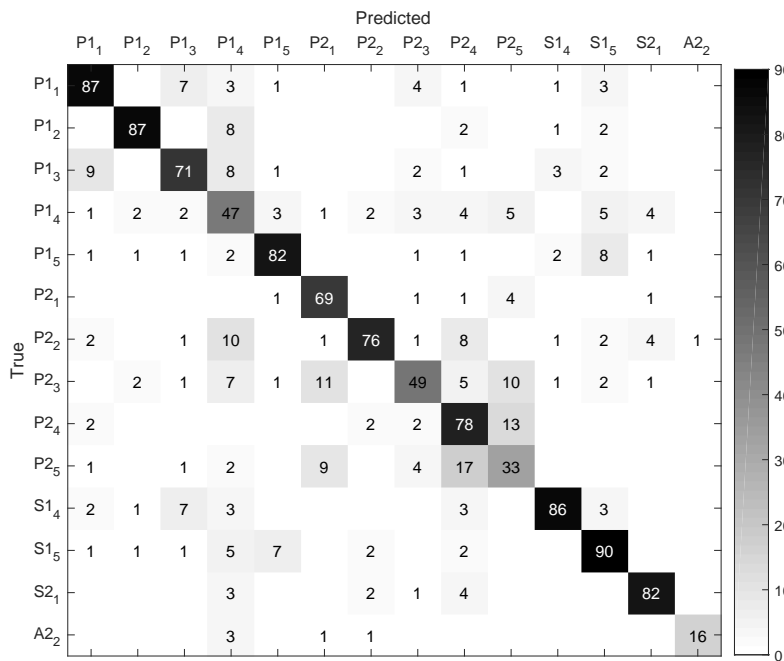 Predicted
P1₁ P1₂ P1₃ P1₄ P1₅ P2₁ P2₂ P2₃ P2₄ P2₅ S1₄ S1₅ S2₁ A2₂
True
P1₁ 87 7 3 1 4 1 1 3
P1₂ 87 8 2 1 2
P1₃ 9 71 8 1 2 1 3 2
P1₄ 1 2 2 47 3 1 2 3 4 5 5 4
P1₅ 1 1 1 2 82 1 1 2 8 1
P2₁ 1 69 1 1 4 1
P2₂ 2 1 10 1 76 1 8 1 2 4 1
P2₃ 2 1 7 1 11 49 5 10 1 2 1
P2₄ 2 2 2 78 13
P2₅ 1 1 2 9 4 17 33
S1₄ 2 1 7 3 3 86 3
S1₅ 1 1 1 5 7 2 2 90
S2₁ 3 2 1 4 82
A2₂ 3 1 1 16
0